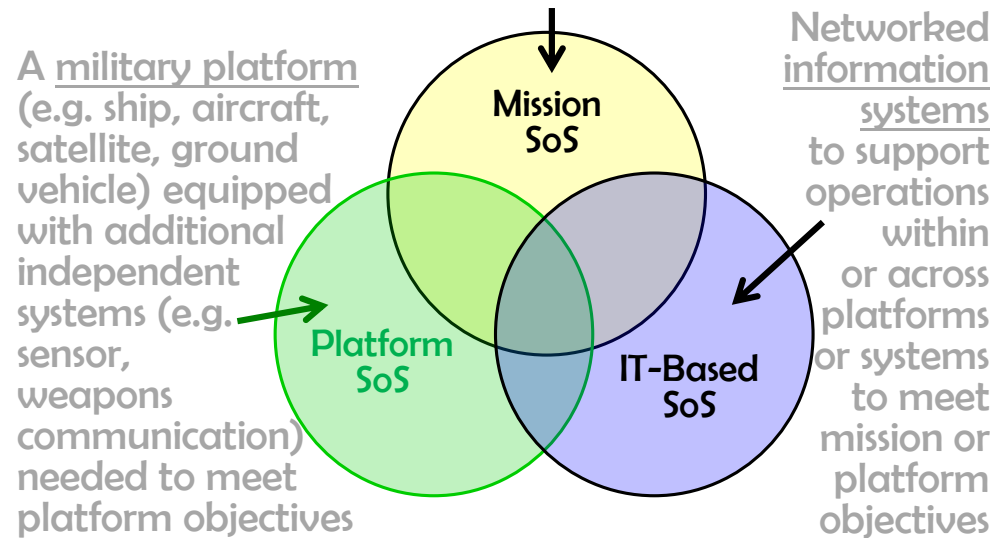 A military platform
(e.g. ship, aircraft,
satellite, ground
vehicle) equipped
with additional
independent
systems (e.g.
sensor,
weapons
communication)
needed to meet
platform objectives
Mission
SoS
Platform
SoS
IT-Based
SoS
Networked
information
systems
to support
operations
within
or across
platforms
or systems
to meet
mission or
platform
objectives